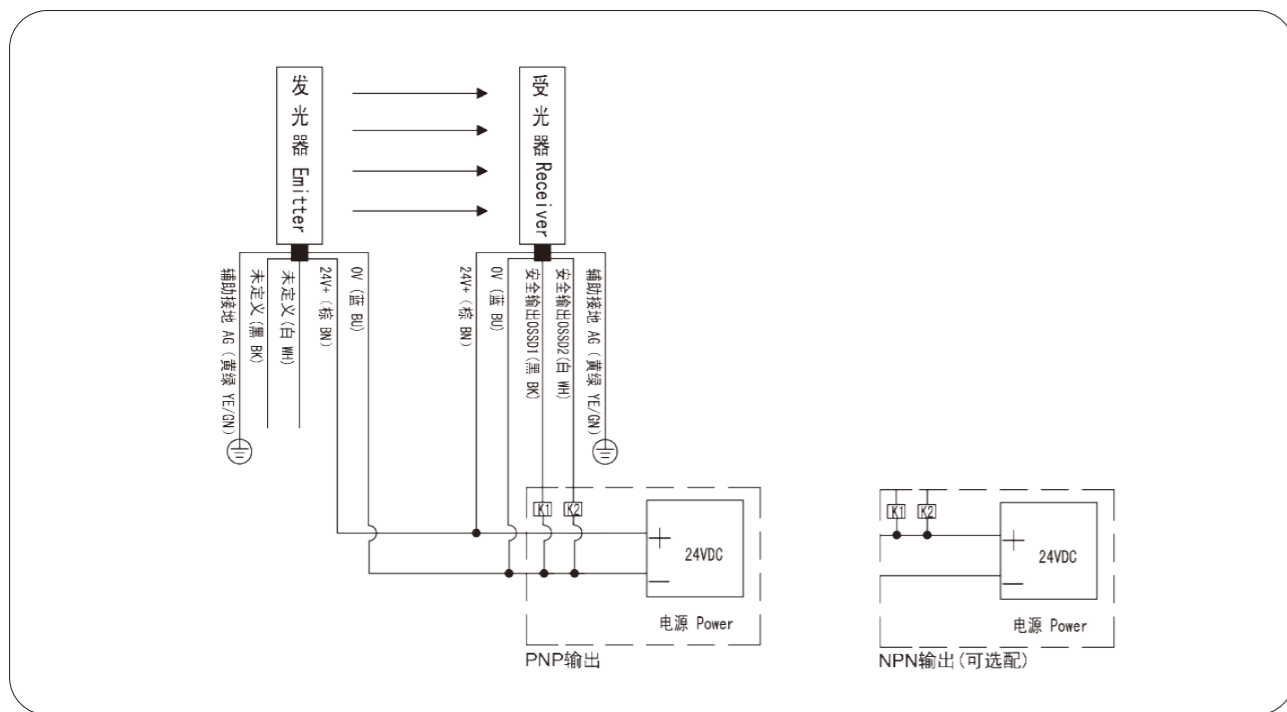 发光器 Emitter
受光器 Receiver
辅助接地 AG (黄绿 YE/GN)
未定义(黑 BK)
未定义(白 WH)
24V+ (棕 BN)
0V (蓝 BU)
24V+ (棕 BN)
0V (蓝 BU)
安全输出OSSD1(黑 BK)
安全输出OSSD2(白 WH)
辅助接地 AG (黄绿 YE/GN)
K1
K2
+
24VDC
—
电源 Power
PNP输出
K1
K2
+
24VDC
—
电源 Power
NPN输出(可选配)